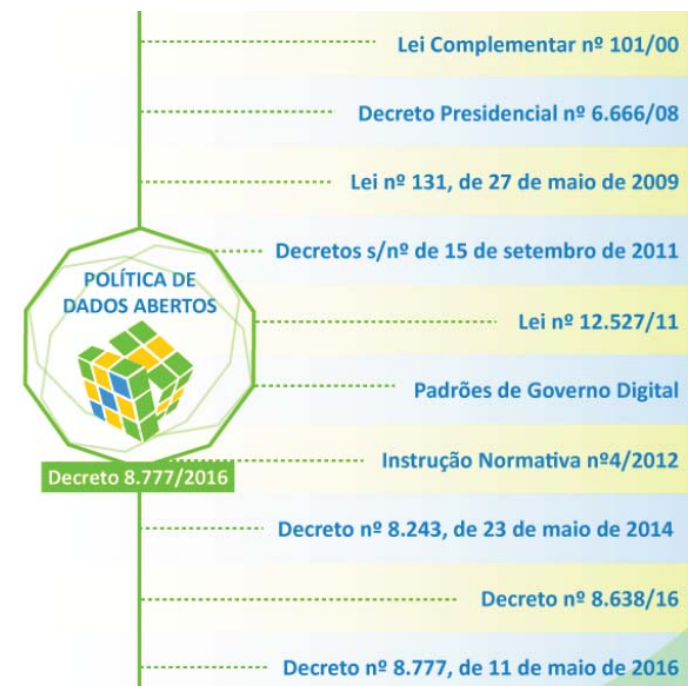 Lei Complementar nº 101/00
Decreto Presidencial nº 6.666/08
Lei nº 131, de 27 de maio de 2009
Decretos s/nº de 15 de setembro de 2011
POLÍTICA DE
DADOS ABERTOS
Lei nº 12.527/11
Padrões de Governo Digital
Instrução Normativa nº4/2012
Decreto 8.777/2016
Decreto nº 8.243, de 23 de maio de 2014
Decreto nº 8.638/16
Decreto nº 8.777, de 11 de maio de 2016